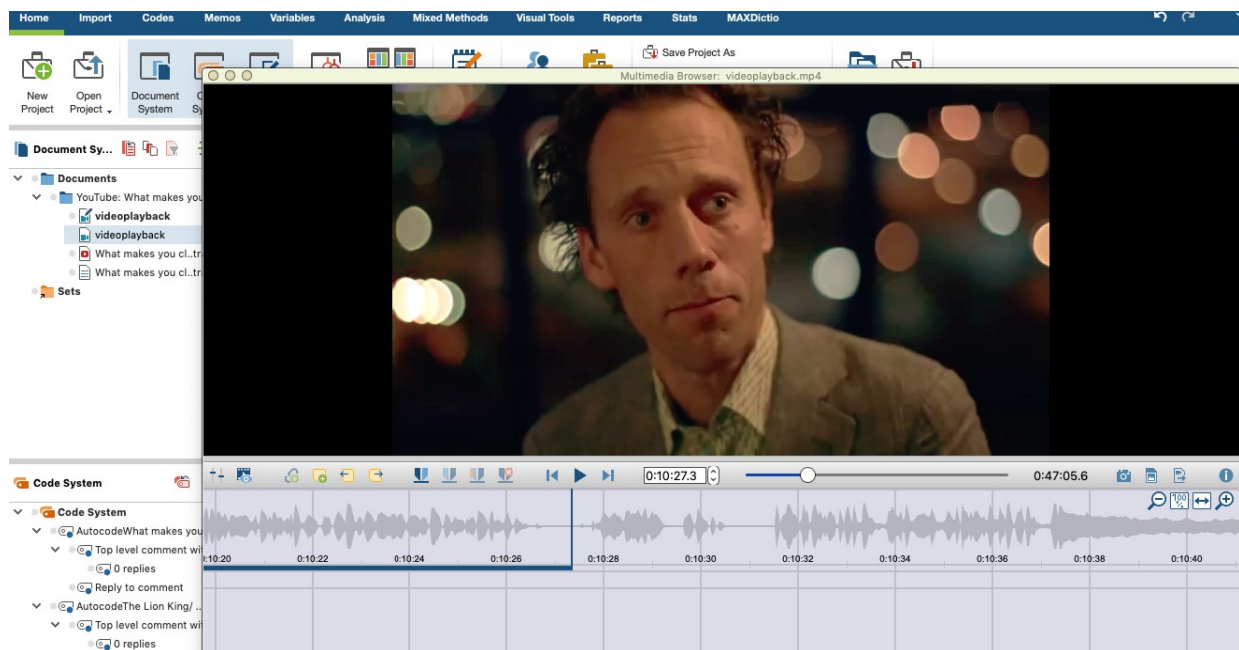 Home Import Codes Memos Variables Analysis Mixed Methods Visual Tools Reports Stats MAXDictio
Save Project As
New Project
Open Project
Document System
Multimedia Browser: videoplayback.mp4
Document Sy...
Documents
YouTube: What makes you
videoplayback
videoplayback
What makes you cl..tr
What makes you cl..tr
Sets
0:10:27.3
0:47:05.6
100 %
0:10:22 0:10:24 0:10:26 0:10:28 0:10:30 0:10:32 0:10:34 0:10:36 0:10:38 0:10:40
Code System
Code System
AutocodeWhat makes you
Top level comment wi
0 replies
Reply to comment
AutocodeThe Lion King/ ..
Top level comment wi
0 replies